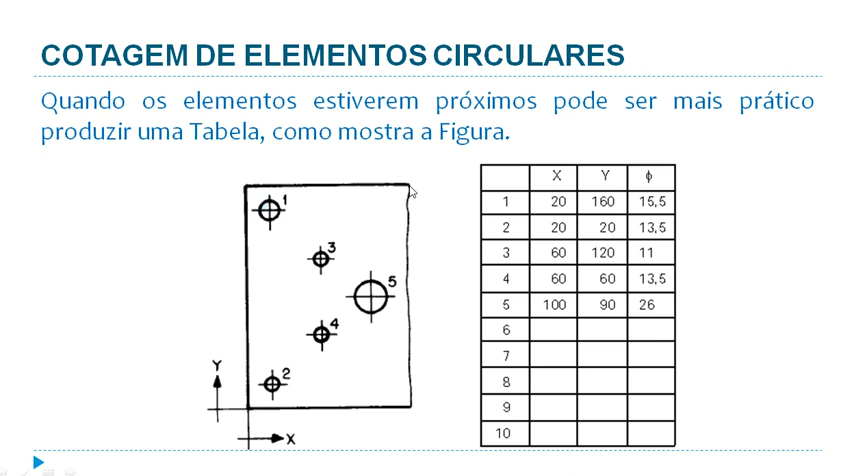 COTAGEM DE ELEMENTOS CIRCULARES
Quando os elementos estiverem próximos pode ser mais prático
produzir uma Tabela, como mostra a Figura.
1
3
5
4
2
Y
X
X Y ϕ
1 20 160 15,5
2 20 20 13,5
3 60 120 11
4 60 60 13,5
5 100 90 26
6
7
8
9
10